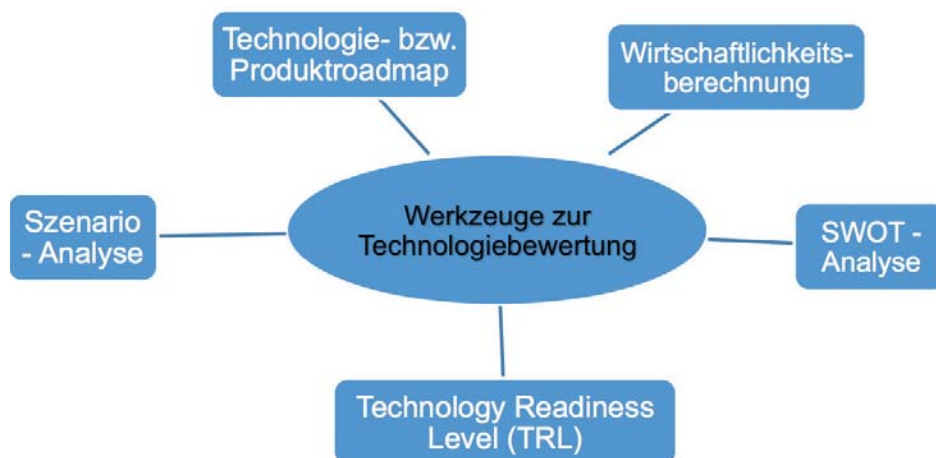 Technologie- bzw.
Produktroadmap
Wirtschaftlichkeits-
berechnung
Szenario
- Analyse
Werkzeuge zur
Technologiebewertung
SWOT -
Analyse
Technology Readiness
Level (TRL)